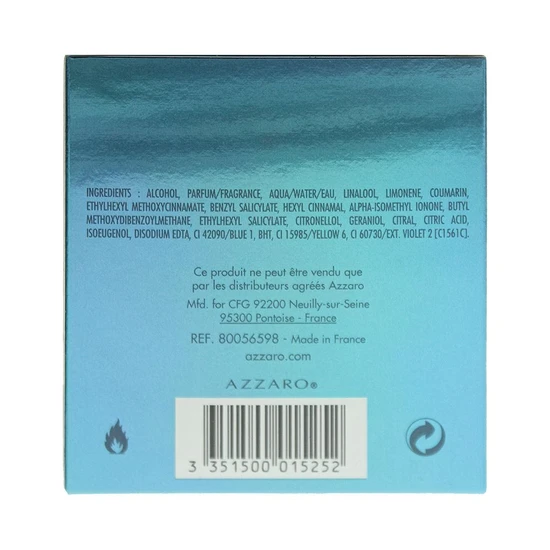 INGREDIENTS : ALCOHOL, PARFUM/FRAGRANCE, AQUA/WATER/EAU, LINALOOL, LIMONENE, COUMARIN,
ETHYLHEXYL METHOXYCINNAMATE, BENZYL SALICYLATE, HEXYL CINNAMAL, ALPHA-ISOMETHYL IONONE, BUTYL
METHOXYDIBENZOYLMETHANE, ETHYLHEXYL SALICYLATE, CITRONELLOL, GERANIOL, CITRAL, CITRIC ACID,
ISOEUGENOL, DISODIUM EDTA, CI 42090/BLUE 1, BHT, CI 15985/YELLOW 6, CI 60730/EXT. VIOLET 2 [C1561C].
Ce produit ne peut être vendu que
par les distributeurs agréés Azzaro
Mfd. for CFG 92200 Neuilly-sur-Seine
95300 Pontoise - France
REF. 80056598 - Made in France
azzaro.com
AZZARO®
3 351500 015252